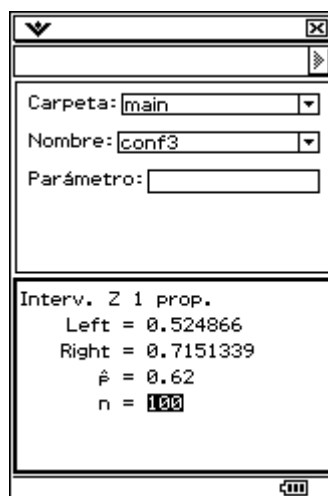 Carpeta: main
Nombre: conf3
Parámetro:
Interv. Z 1 prop.
Left = 0.524866
Right = 0.7151339
p̂ = 0.62
n = 100